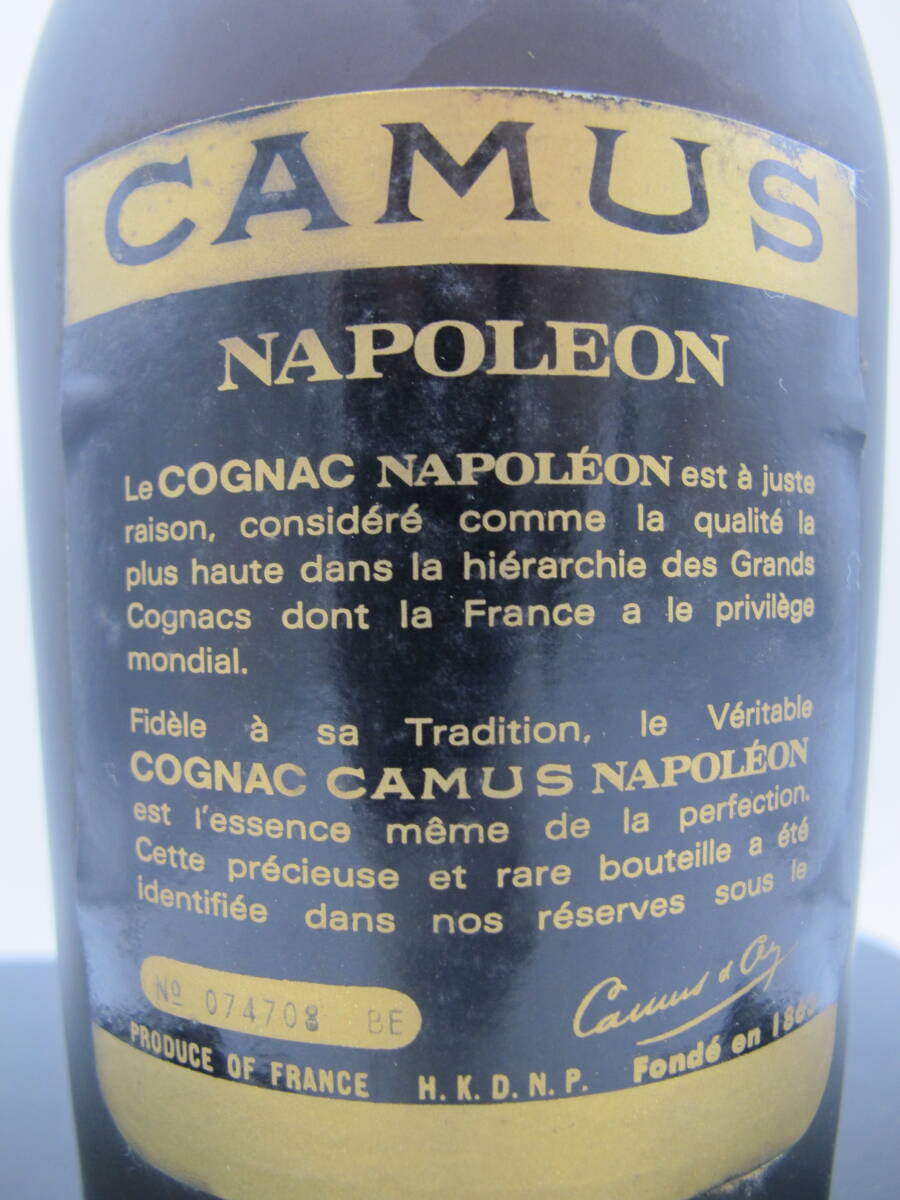 CAMUS
NAPOLEON
Le COGNAC NAPOLÉON est à juste
raison, considéré comme la qualité la
plus haute dans la hiérarchie des Grands
Cognacs dont la France a le privilège
mondial.
Fidèle à sa Tradition, le Véritable
COGNAC CAMUS NAPOLÉON
est l'essence même de la perfection.
Cette précieuse et rare bouteille a été
identifiée dans nos réserves sous le
Nº 074708 BE
Camus & Cie
PRODUCE OF FRANCE H. K. D. N. P. Fondé en 1863